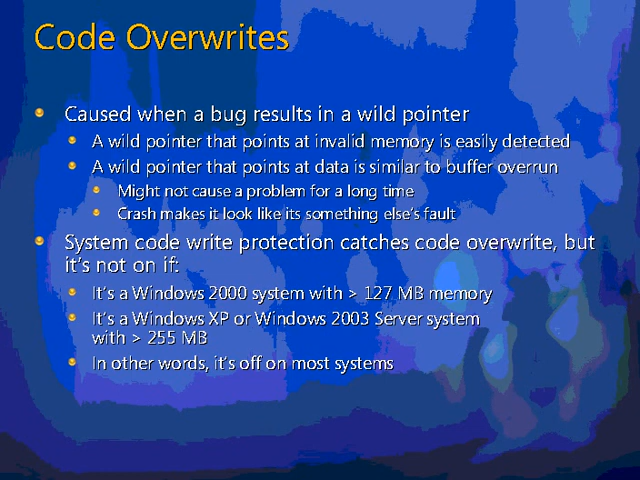 Code Overwrites
Caused when a bug results in a wild pointer
A wild pointer that points at invalid memory is easily detected
A wild pointer that points at data is similar to buffer overrun
Might not cause a problem for a long time
Crash makes it look like its something else's fault
System code write protection catches code overwrite, but
it's not on if:
It's a Windows 2000 system with > 127 MB memory
It's a Windows XP or Windows 2003 Server system
with > 255 MB
In other words, it's off on most systems